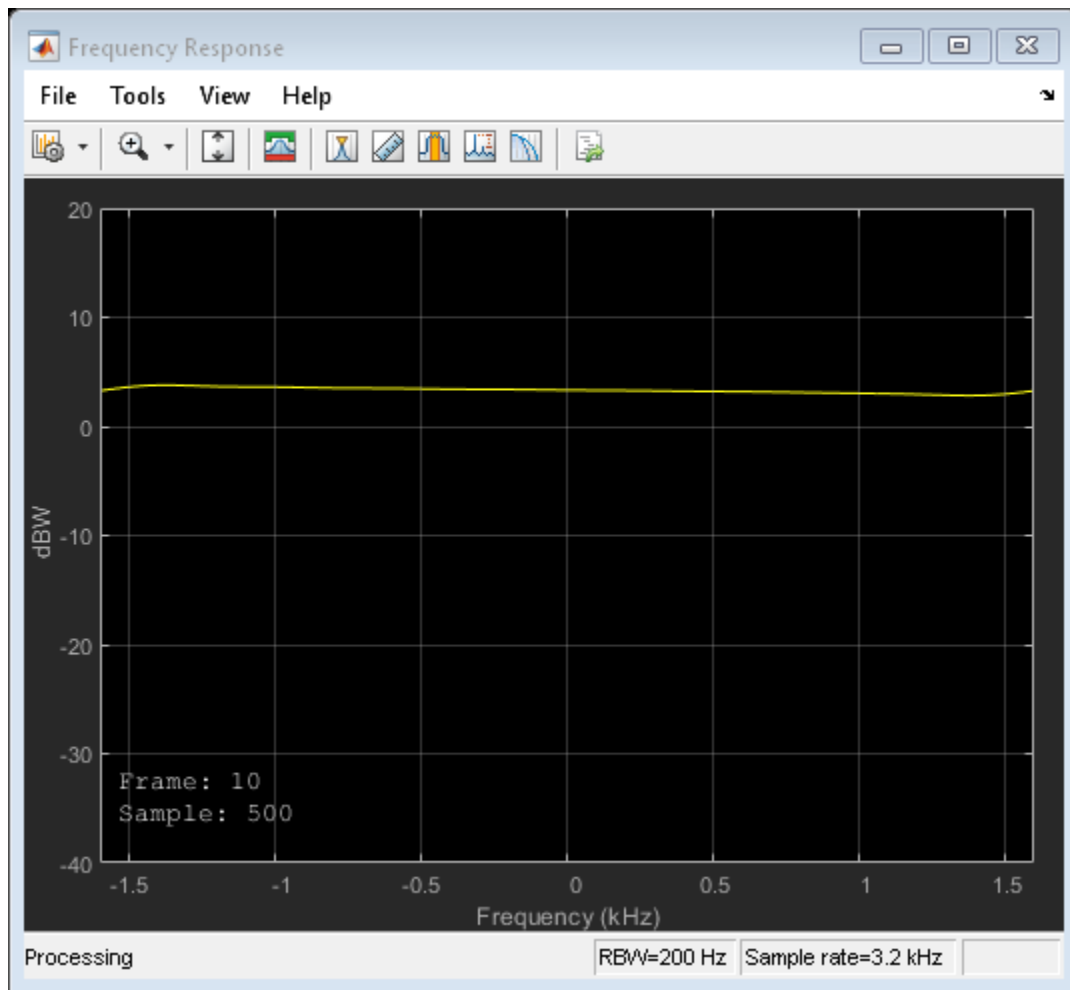 Frequency Response
File Tools View Help
20
10
0
-10
-20
-30
-40
dBW
Frame: 10
Sample: 500
-1.5 -1 -0.5 0 0.5 1 1.5
Frequency (kHz)
Processing RBW=200 Hz Sample rate=3.2 kHz